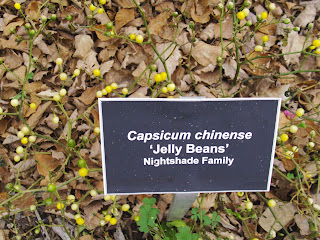 Capsicum chinense
‘Jelly Beans’
Nightshade Family